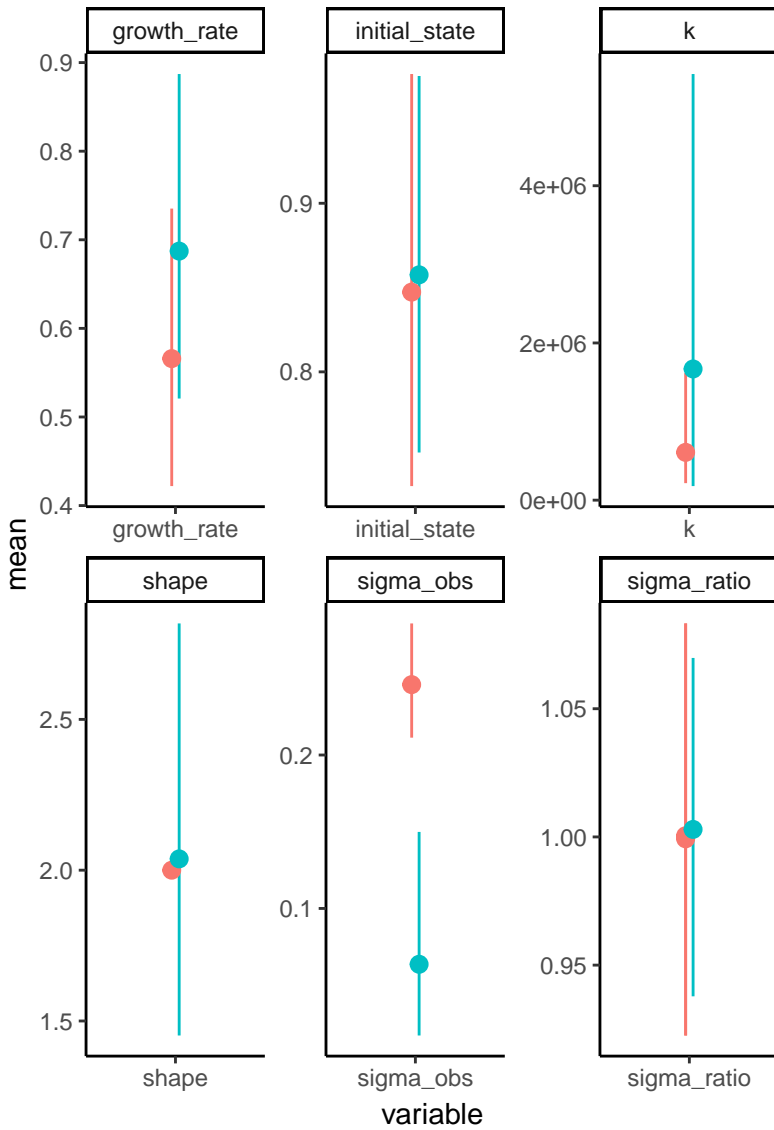 growth_rate
initial_state
k
0.9
0.8
0.7
0.6
0.5
0.4
0.9
0.8
4e+06
2e+06
0e+00
growth_rate
initial_state
k
mean
shape
sigma_obs
sigma_ratio
2.5
2.0
1.5
0.2
0.1
1.05
1.00
0.95
shape
sigma_obs
sigma_ratio
variable